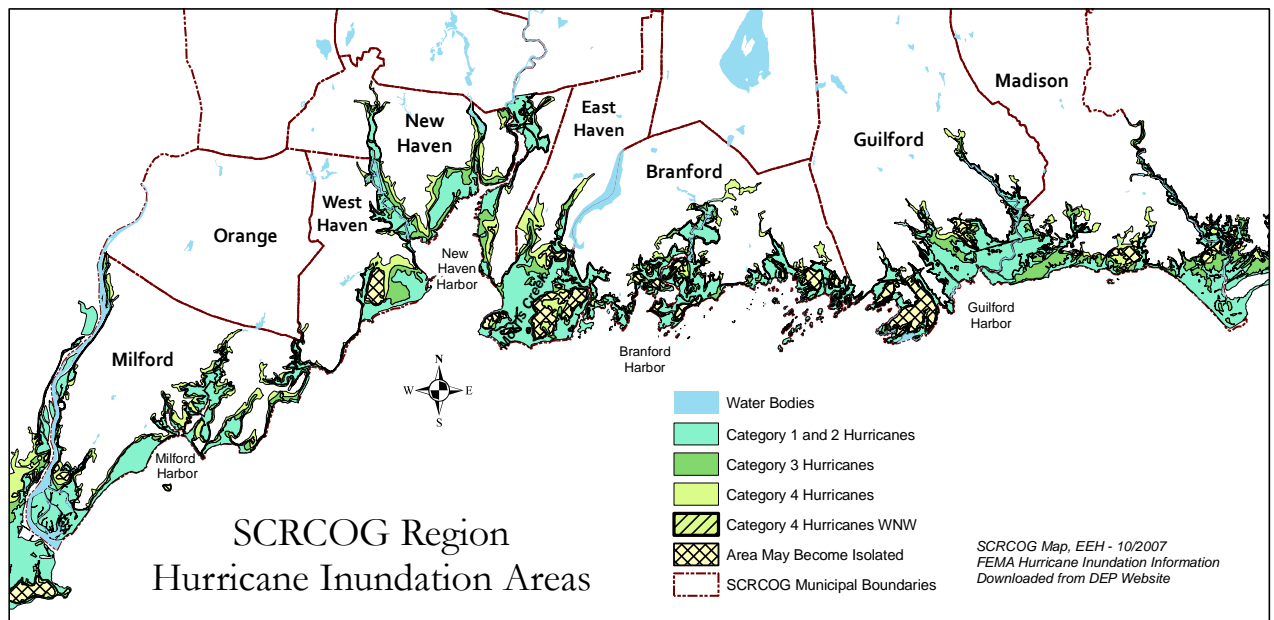 Madison
East
Haven
New
Haven
Guilford
Branford
West
Haven
Orange
New
Haven
Harbor
Guilford
Harbor
Branford
Harbor
Milford
Milford
Harbor
N
W E
S
Water Bodies
Category 1 and 2 Hurricanes
Category 3 Hurricanes
Category 4 Hurricanes
Category 4 Hurricanes WNW
Area May Become Isolated
SCRCOG Municipal Boundaries
SCRCOG Region
Hurricane Inundation Areas
SCRCOG Map, EEH - 10/2007
FEMA Hurricane Inundation Information
Downloaded from DEP Website